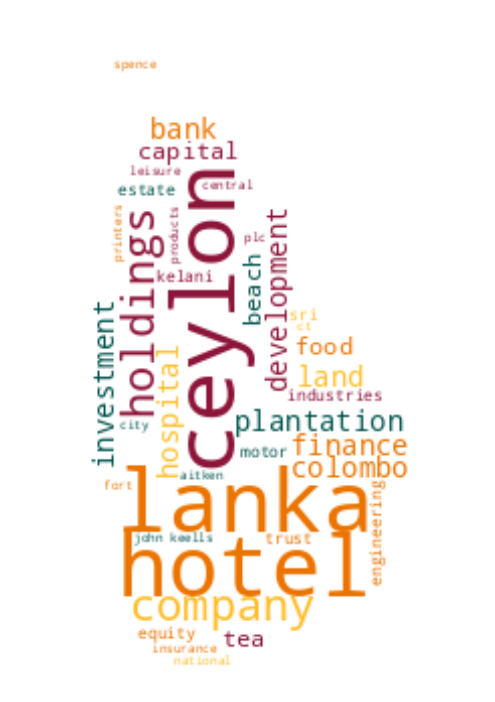 spence
bank
capital
leisure
central
estate
printers
products
holdings
ceylon
plc
kelani
beach
development
sri
ct
food
investment
hospital
land
industries
city
plantation
motor
finance
colombo
aitken
fort
lanka
engineering
john keells
trust
hotel
company
equity
tea
insurance
national